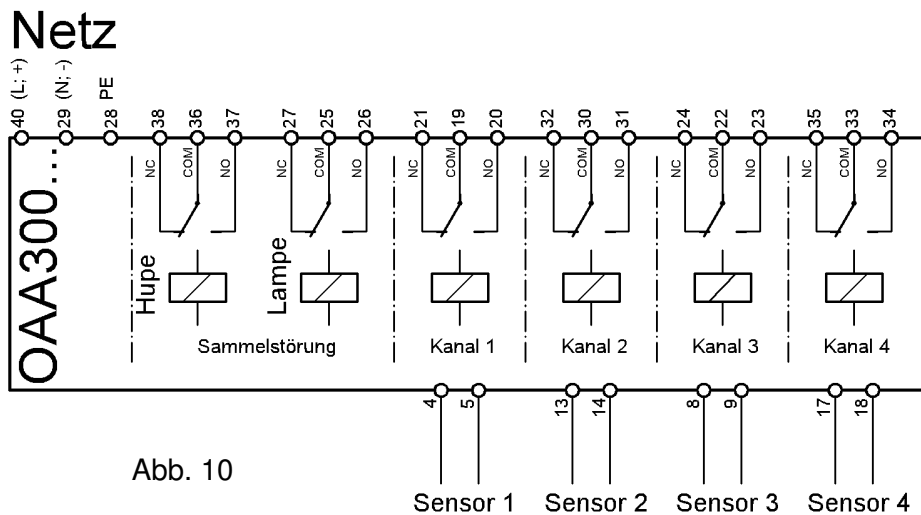 Netz
40 (L; +)
29 (N; -)
28 PE
38
36
37
27
25
26
21
19
20
32
30
31
24
22
23
35
33
34
NC
COM
NO
NC
COM
NO
NC
COM
NO
NC
COM
NO
NC
COM
NO
NC
COM
NO
OAA300...
Hupe
Lampe
Sammelstörung
Kanal 1
Kanal 2
Kanal 3
Kanal 4
4
5
13
14
8
9
17
18
Abb. 10
Sensor 1
Sensor 2
Sensor 3
Sensor 4